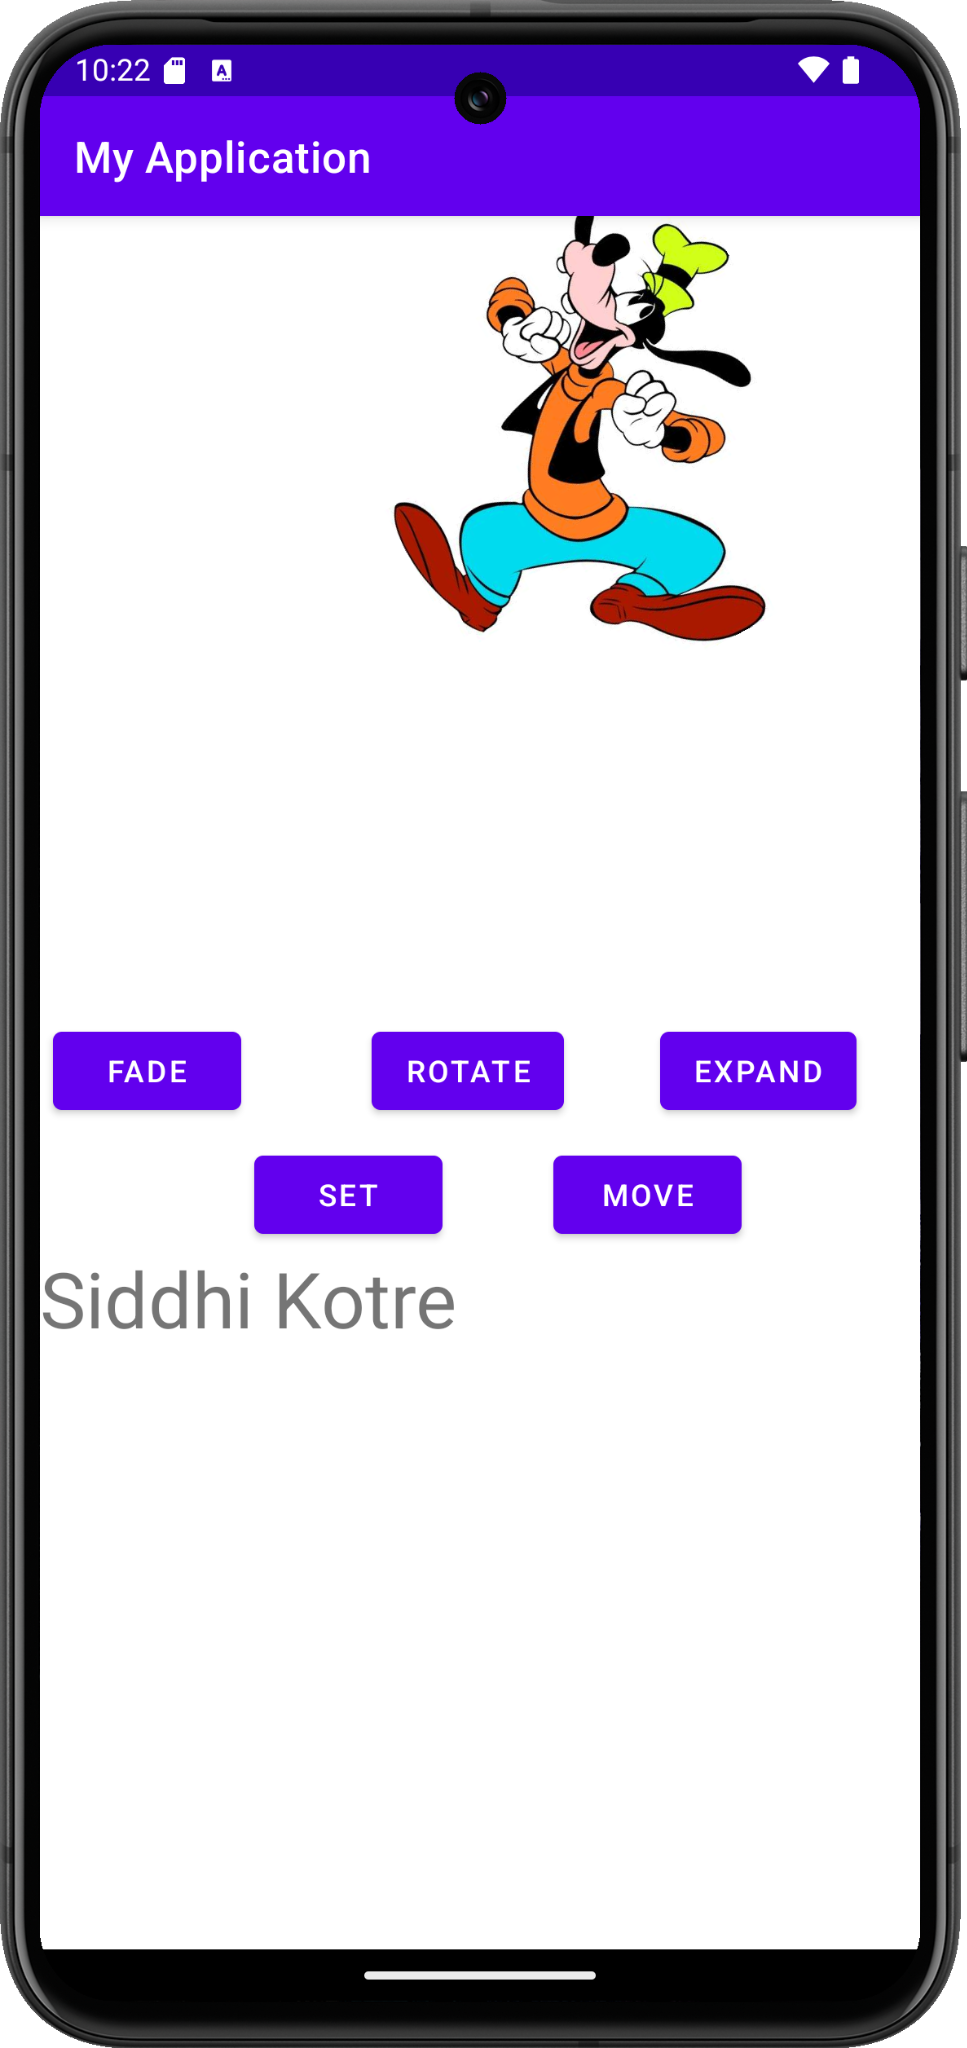 10:22
My Application
FADE ROTATE EXPAND
SET MOVE
Siddhi Kotre